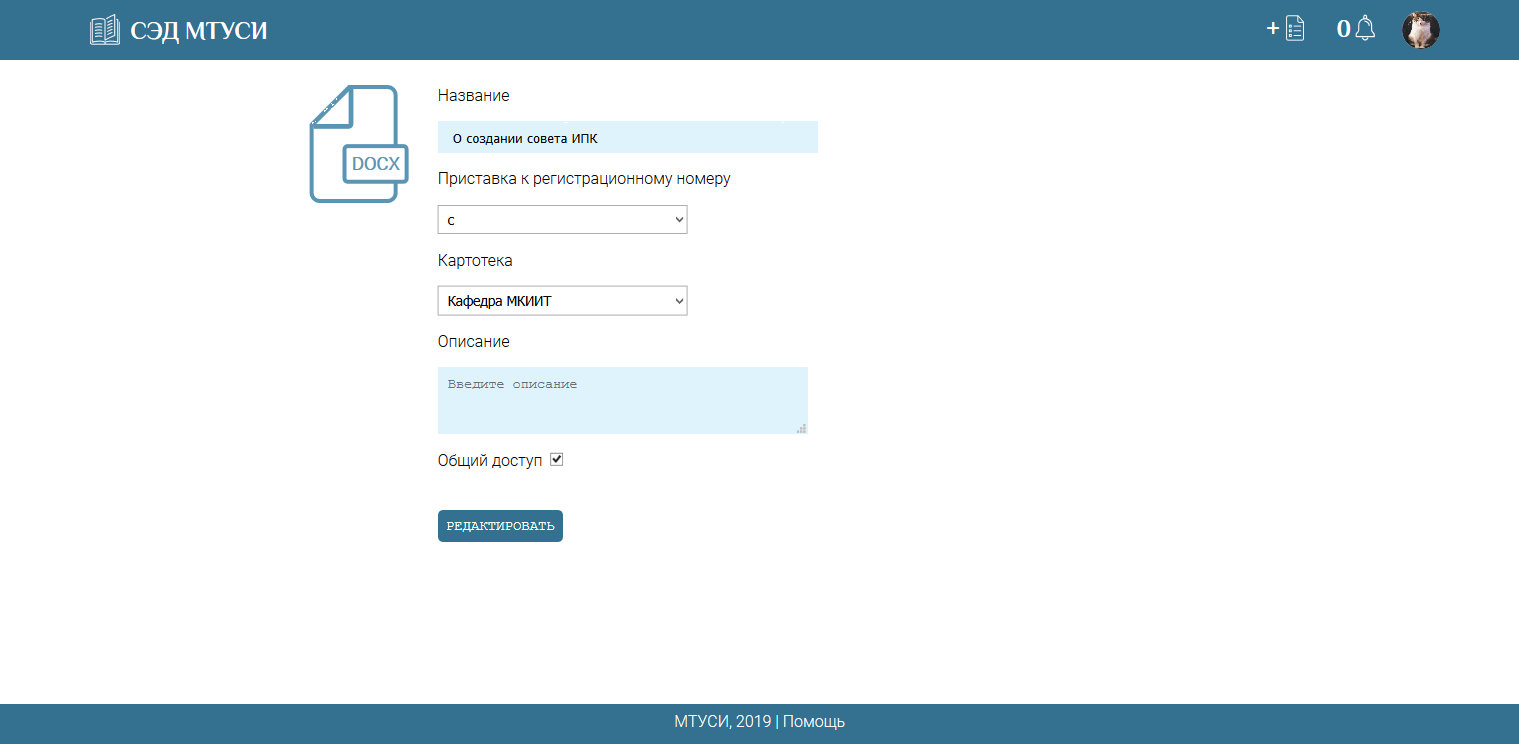 СЭД МТУСИ
+
0
DOCX
Название
О создании совета ИПК
Приставка к регистрационному номеру
с
Картотека
Кафедра МКИИТ
Описание
Введите описание
Общий доступ
РЕДАКТИРОВАТЬ
МТУСИ, 2019 | Помощь